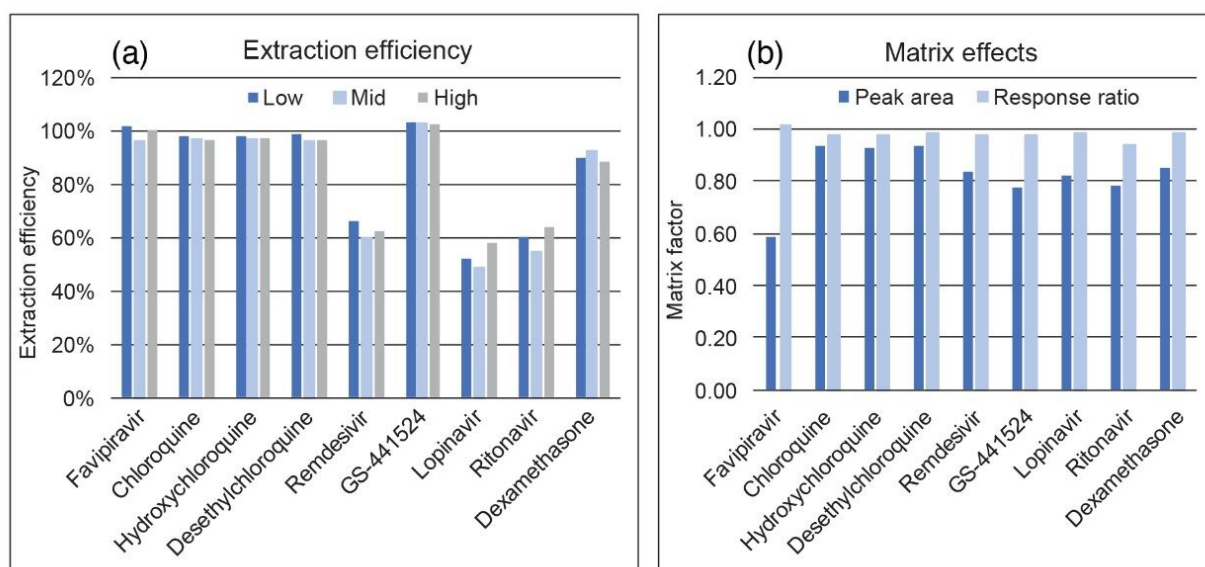 (a) Extraction efficiency
120%
Low Mid High
100%
80%
60%
40%
20%
0%
Extraction efficiency
Favipiravir
Chloroquine
Hydroxychloroquine
Desethylchloroquine
Remdesivir
GS-441524
Lopinavir
Ritonavir
Dexamethasone
(b) Matrix effects
1.20
Peak area Response ratio
1.00
0.80
0.60
0.40
0.20
0.00
Matrix factor
Favipiravir
Chloroquine
Hydroxychloroquine
Desethylchloroquine
Remdesivir
GS-441524
Lopinavir
Ritonavir
Dexamethasone